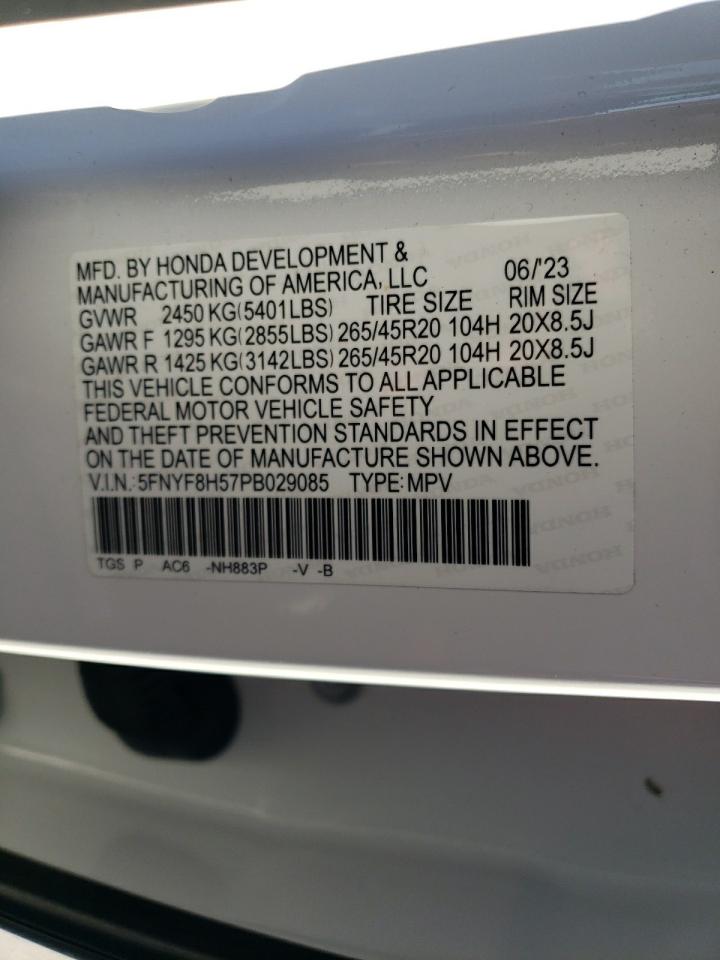 MFD. BY HONDA DEVELOPMENT &
MANUFACTURING OF AMERICA, LLC 06/'23
GVWR 2450 KG(5401LBS) TIRE SIZE RIM SIZE
GAWR F 1295 KG(2855LBS) 265/45R20 104H 20X8.5J
GAWR R 1425 KG(3142LBS) 265/45R20 104H 20X8.5J
THIS VEHICLE CONFORMS TO ALL APPLICABLE
FEDERAL MOTOR VEHICLE SAFETY
AND THEFT PREVENTION STANDARDS IN EFFECT
ON THE DATE OF MANUFACTURE SHOWN ABOVE.
V.I.N.:5FNYF8H57PB029085 TYPE:MPV
TGS P AC6 -NH883P -V -B